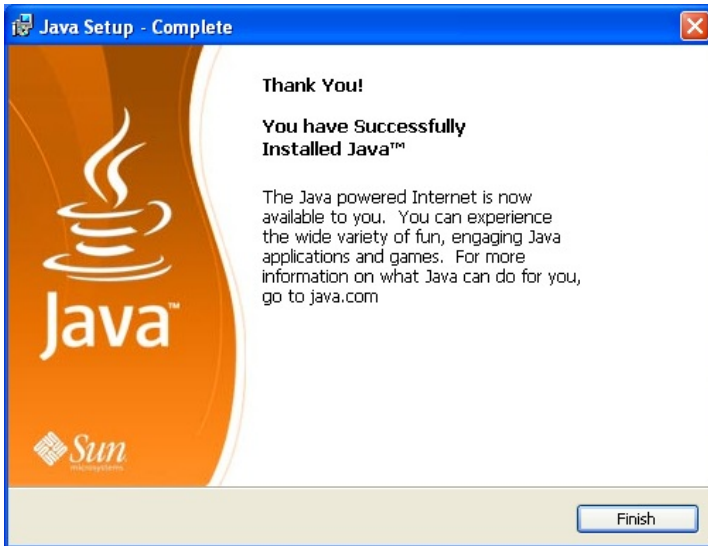 Java Setup - Complete
Thank You!
You have Successfully
Installed Java™
The Java powered Internet is now
available to you. You can experience
the wide variety of fun, engaging Java
applications and games. For more
information on what Java can do for you,
go to java.com
Java™
Sun
microsystems
Finish